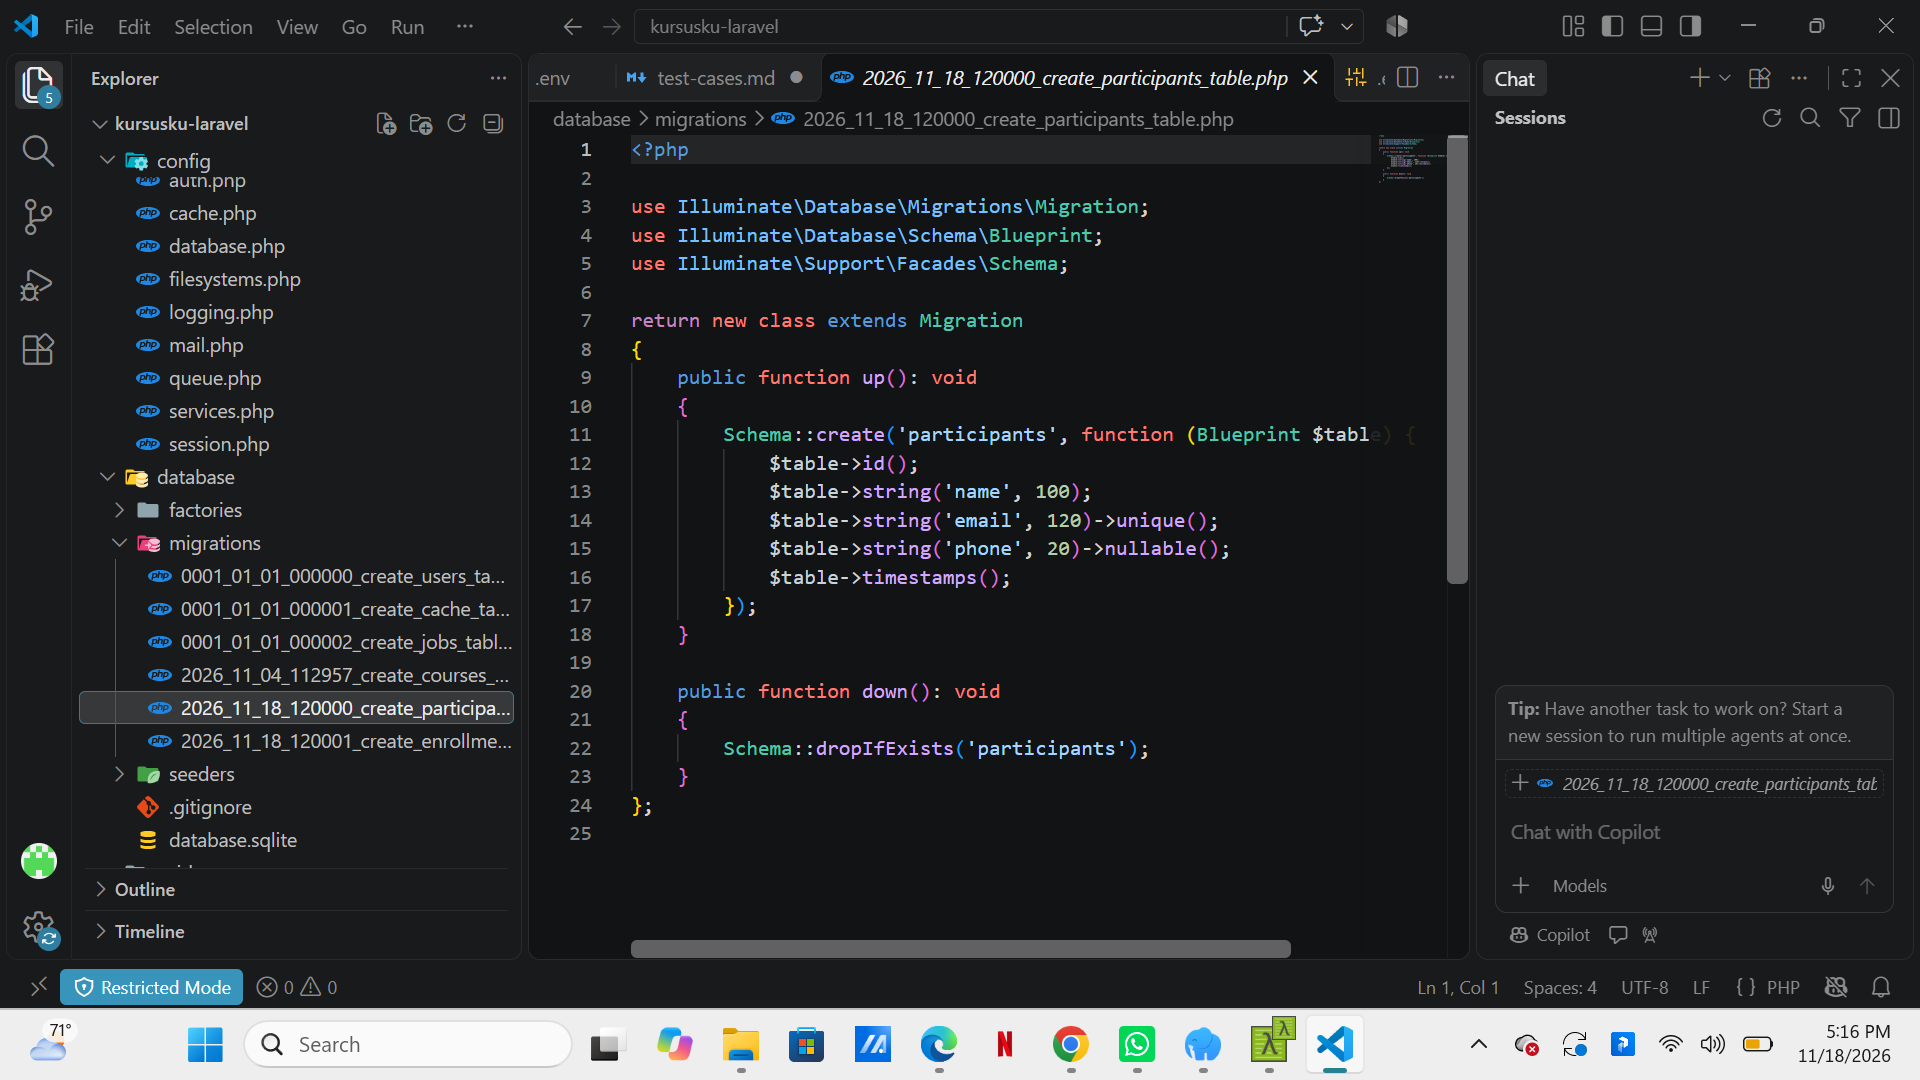 File Edit Selection View Go Run ···
kursusku-laravel
Explorer
kursusku-laravel
config
auth.php
cache.php
database.php
filesystems.php
logging.php
mail.php
queue.php
services.php
session.php
database
factories
migrations
0001_01_01_000000_create_users_ta...
0001_01_01_000001_create_cache_ta...
0001_01_01_000002_create_jobs_tabl...
2026_11_04_112957_create_courses_...
2026_11_18_120000_create_participa...
2026_11_18_120001_create_enrollme...
seeders
.gitignore
database.sqlite
Outline
Timeline
5
.env test-cases.md 2026_11_18_120000_create_participants_table.php
database > migrations > 2026_11_18_120000_create_participants_table.php
1 <?php
2
3 use Illuminate\Database\Migrations\Migration;
4 use Illuminate\Database\Schema\Blueprint;
5 use Illuminate\Support\Facades\Schema;
6
7 return new class extends Migration
8 {
9 public function up(): void
10 {
11 Schema::create('participants', function (Blueprint $table) {
12 $table->id();
13 $table->string('name', 100);
14 $table->string('email', 120)->unique();
15 $table->string('phone', 20)->nullable();
16 $table->timestamps();
17 });
18 }
19
20 public function down(): void
21 {
22 Schema::dropIfExists('participants');
23 }
24 };
25
Chat
Sessions
Tip: Have another task to work on? Start a
new session to run multiple agents at once.
2026_11_18_120000_create_participants_tab
Chat with Copilot
Models
Copilot
Restricted Mode 0 0
Ln 1, Col 1 Spaces: 4 UTF-8 LF { } PHP
71°
Search
5:16 PM
11/18/2026